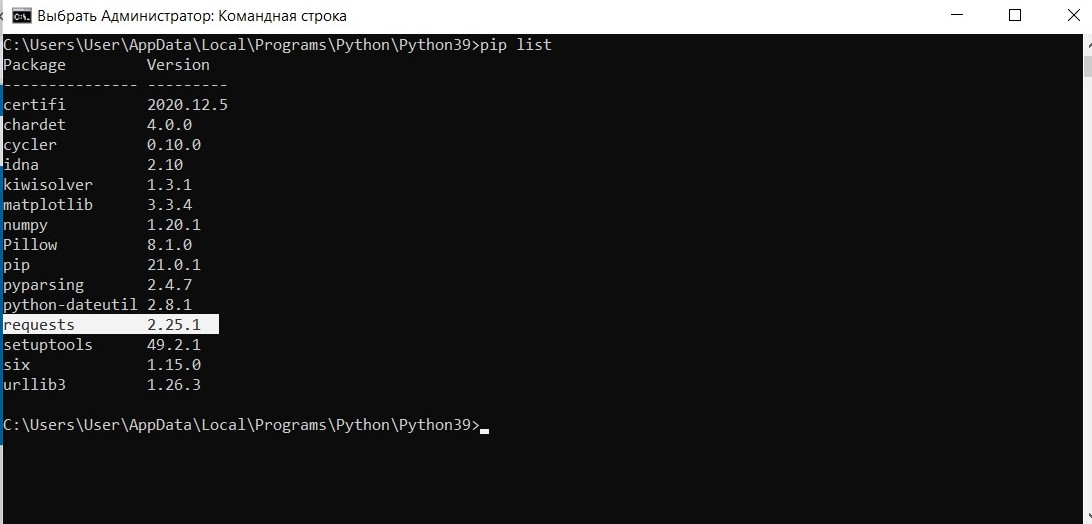 Выбрать Администратор: Командная строка
C:\Users\User\AppData\Local\Programs\Python\Python39>pip list
Package         Version
--------------- ---------
certifi         2020.12.5
chardet         4.0.0
cycler          0.10.0
idna            2.10
kiwisolver      1.3.1
matplotlib      3.3.4
numpy           1.20.1
Pillow          8.1.0
pip             21.0.1
pyparsing       2.4.7
python-dateutil 2.8.1
requests        2.25.1
setuptools      49.2.1
six             1.15.0
urllib3         1.26.3
C:\Users\User\AppData\Local\Programs\Python\Python39>